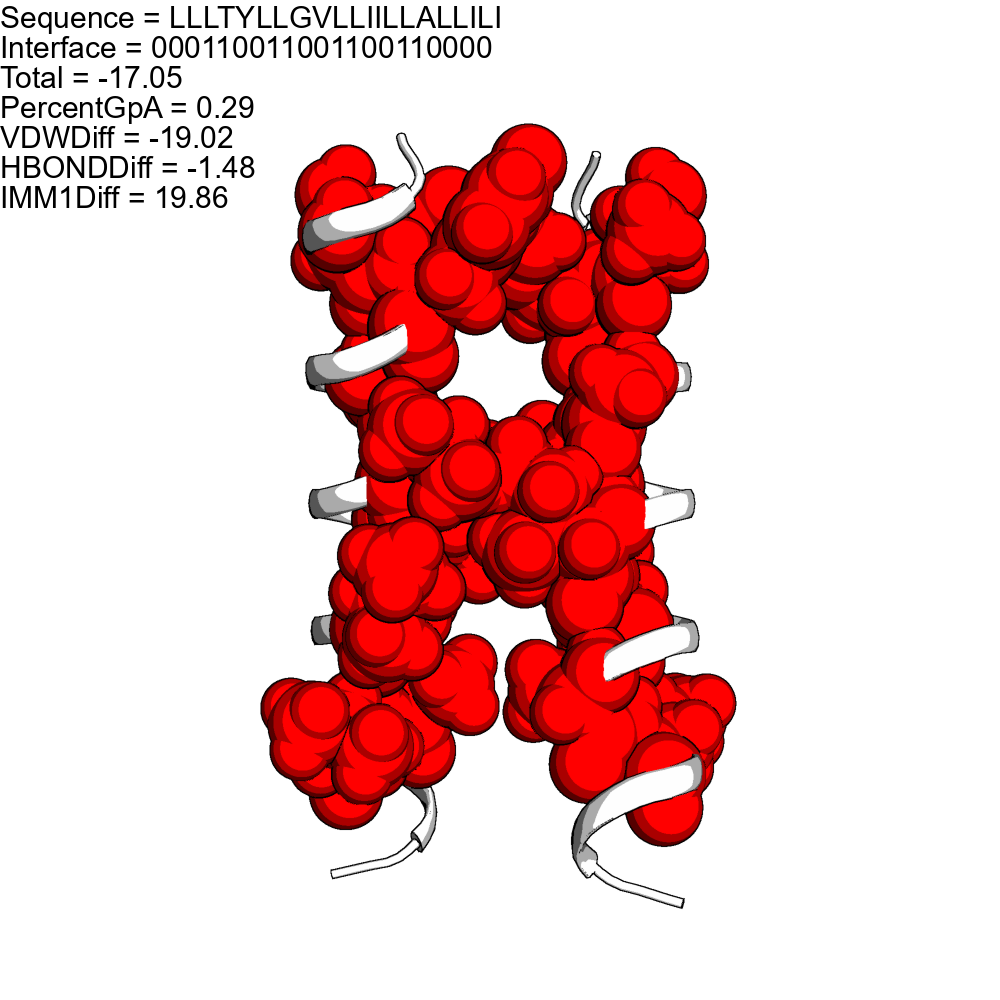 Sequence = LLLTYLLGVLLIILLALLILI
Interface = 000110011001100110000
Total = -17.05
PercentGpA = 0.29
VDWDiff = -19.02
HBONDDiff = -1.48
IMM1Diff = 19.86